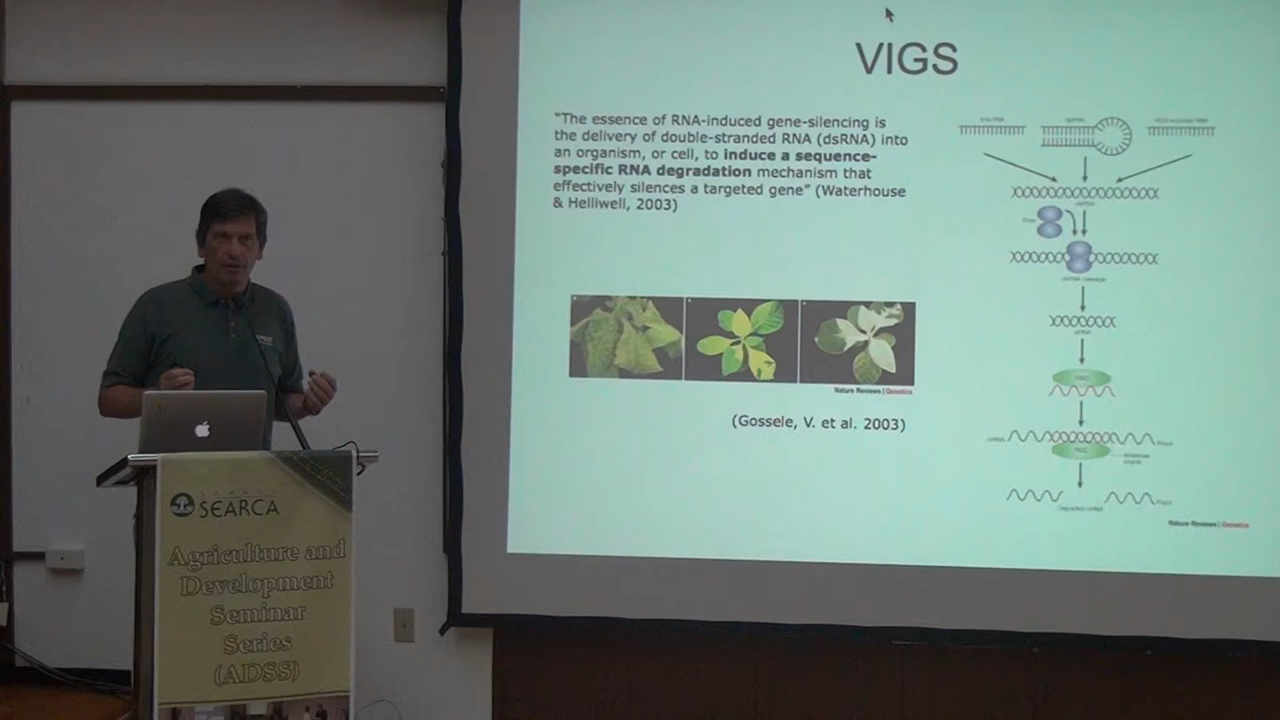 VIGS
"The essence of RNA-induced gene-silencing is
the delivery of double-stranded RNA (dsRNA) into
an organism, or cell, to induce a sequence-
specific RNA degradation mechanism that
effectively silences a targeted gene" (Waterhouse
& Helliwell, 2003)
Nature Reviews | Genetics
(Gossele, V. et al. 2003)
Nature Reviews | Genetics
SEARCA
Agriculture and
Development
Seminar
Series
(ADSS)